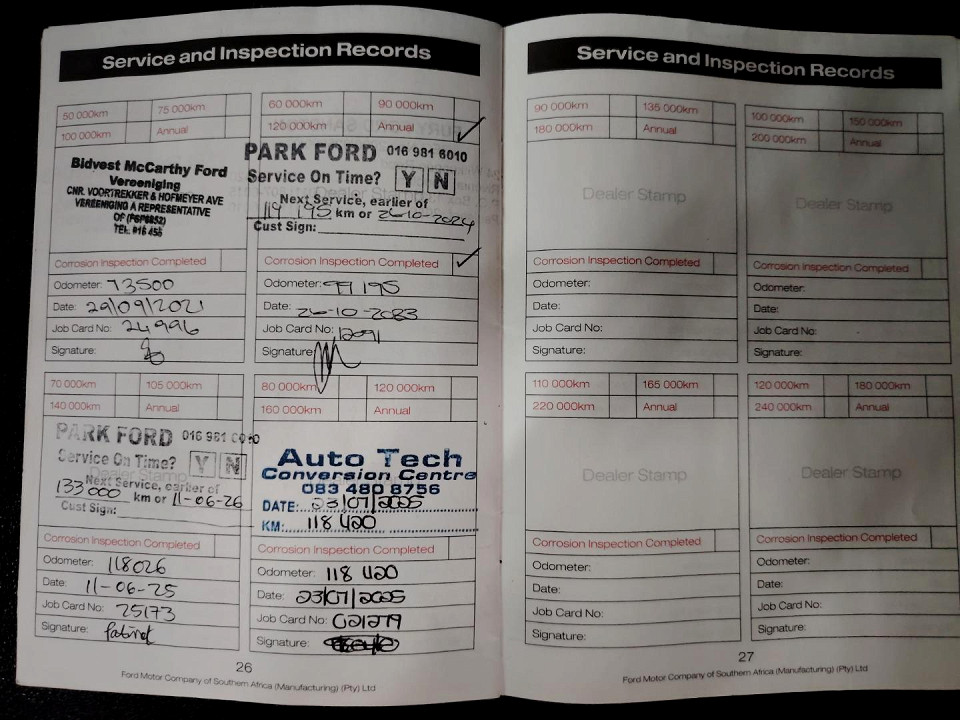 Service and Inspection Records
50 000km 75 000km
100 000km Annual
Bidvest McCarthy Ford
Vereeniging
CNR. VOORTREKKER & HOFMEYER AVE
VEREENIGING A REPRESENTATIVE
OF
TEL: 016 455
Corrosion Inspection Completed
Odometer: 73500
Date: 29/09/2021
Job Card No: 24996
Signature:
60 000km 90 000km
120 000km Annual ✓
PARK FORD 016 981 6010
Service On Time? Y N
Next Service, earlier of
119 195 km or 26-10-2024
Cust Sign:
Corrosion Inspection Completed ✓
Odometer: 99195
Date: 26-10-2023
Job Card No: 12091
Signature:
70 000km 105 000km
140 000km Annual
PARK FORD 016 981 6010
Service On Time? Y N
Dealer Stamp
Next Service, earlier of
133000 km or 11-06-26
Cust Sign:
Corrosion Inspection Completed
Odometer: 118026
Date: 11-06-25
Job Card No: 25173
Signature:
80 000km 120 000km
160 000km Annual
Auto Tech
Conversion Centre
083 480 8756
DATE: 23/07/2025
KM: 118 420
Corrosion Inspection Completed
Odometer: 118 420
Date: 23/07/2025
Job Card No: 021279
Signature:
26
Ford Motor Company of Southern Africa (Manufacturing) (Pty) Ltd
Service and Inspection Records
90 000km 135 000km
180 000km Annual
Dealer Stamp
Corrosion Inspection Completed
Odometer:
Date:
Job Card No:
Signature:
100 000km 150 000km
200 000km Annual
Dealer Stamp
Corrosion Inspection Completed
Odometer:
Date:
Job Card No:
Signature:
110 000km 165 000km
220 000km Annual
Dealer Stamp
Corrosion Inspection Completed
Odometer:
Date:
Job Card No:
Signature:
120 000km 180 000km
240 000km Annual
Dealer Stamp
Corrosion Inspection Completed
Odometer:
Date:
Job Card No:
Signature:
27
Ford Motor Company of Southern Africa (Manufacturing) (Pty) Ltd